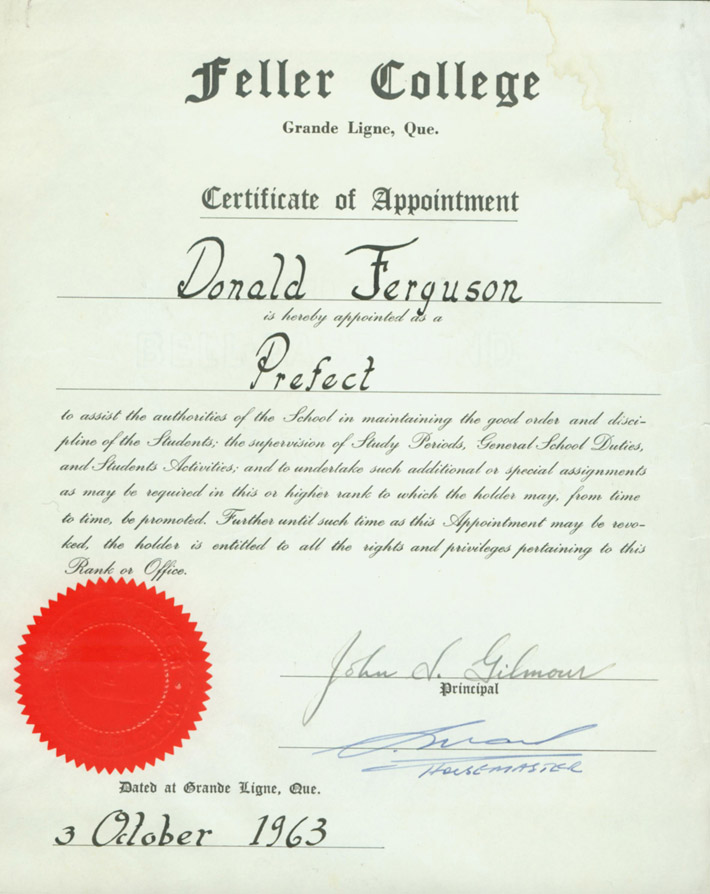 Feller College
Grande Ligne, Que.
Certificate of Appointment
Donald Ferguson
is hereby appointed as a
Prefect
to assist the authorities of the School in maintaining the good order and disci-
pline of the Students; the supervision of Study Periods, General School Duties,
and Students Activities; and to undertake such additional or special assignments
as may be required in this or higher rank to which the holder may, from time
to time, be promoted. Further until such time as this Appointment may be revo-
ked, the holder is entitled to all the rights and privileges pertaining to this
Rank or Office.
John S. Gilmour
Principal
HOUSEMASTER
Dated at Grande Ligne, Que.
3 October 1963